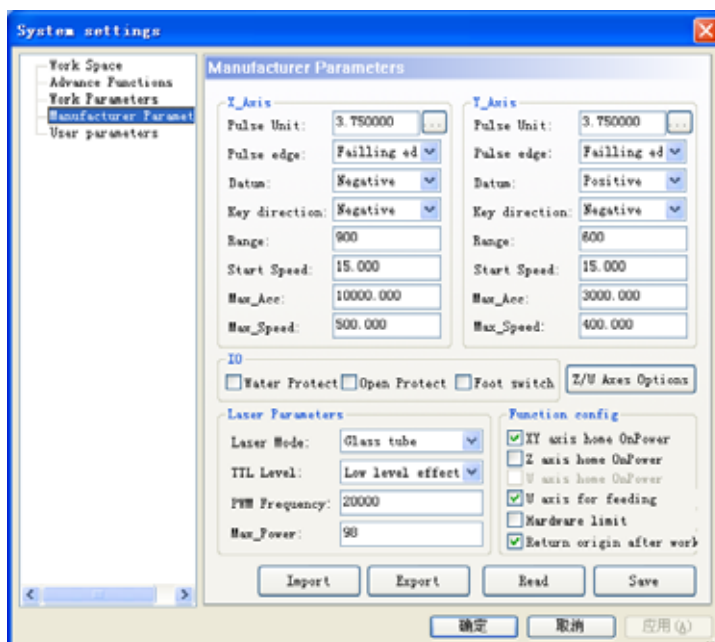 System settings
Work Space
Advance Functions
Work Parameters
Manufacturer Paramet
User parameters
Manufacturer Parameters
X_Axis
Pulse Unit: 3.750000 ...
Pulse edge: Failling ed
Datum: Negative
Key direction: Negative
Range: 900
Start Speed: 15.000
Max_Acc: 10000.000
Max_Speed: 500.000
Y_Axis
Pulse Unit: 3.750000 ...
Pulse edge: Failling ed
Datum: Positive
Key direction: Negative
Range: 600
Start Speed: 15.000
Max_Acc: 3000.000
Max_Speed: 400.000
IO
Water Protect Open Protect Foot switch
Z/U Axes Options
Laser Parameters
Laser Mode: Glass tube
TTL Level: Low level effect
PWM Frequency: 20000
Max_Power: 98
Function config
XY axis home OnPower
Z axis home OnPower
U axis home OnPower
U axis for feeding
Hardware limit
Return origin after work
Import Export Read Save
确定 取消 应用(A)